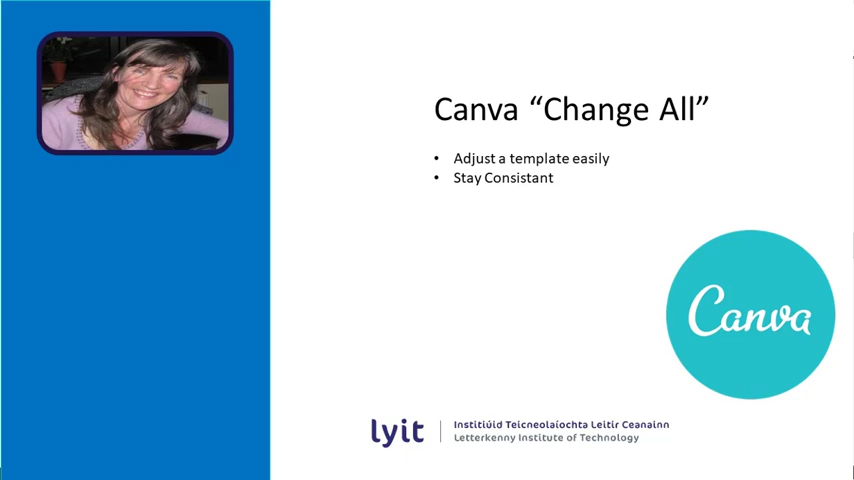 Canva “Change All”
• Adjust a template easily
• Stay Consistant
Canva
lyit
Institiúid Teicneolaíochta Leitir Ceanainn
Letterkenny Institute of Technology